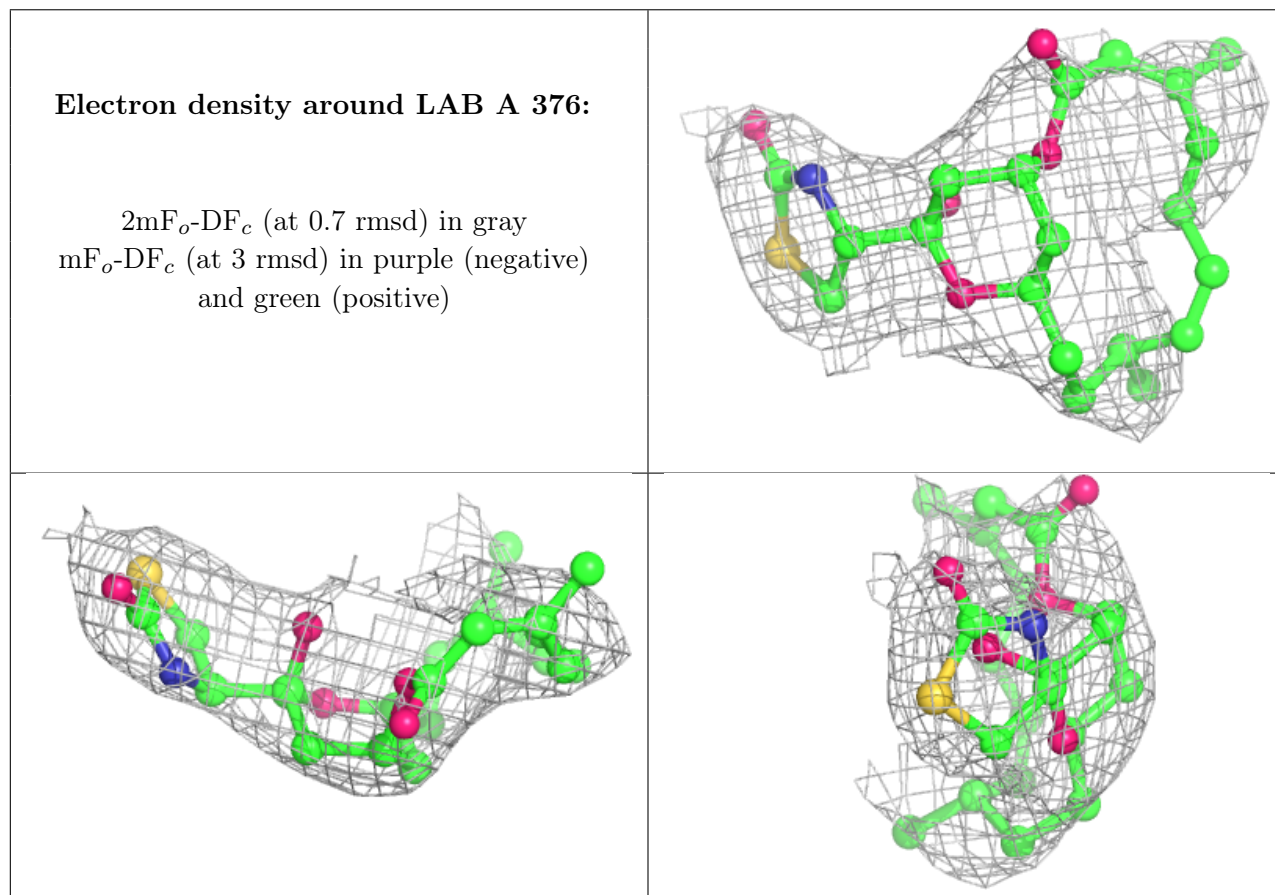 Electron density around LAB A 376:
2mFₒ-DF𝒸 (at 0.7 rmsd) in gray
mFₒ-DF𝒸 (at 3 rmsd) in purple (negative)
and green (positive)